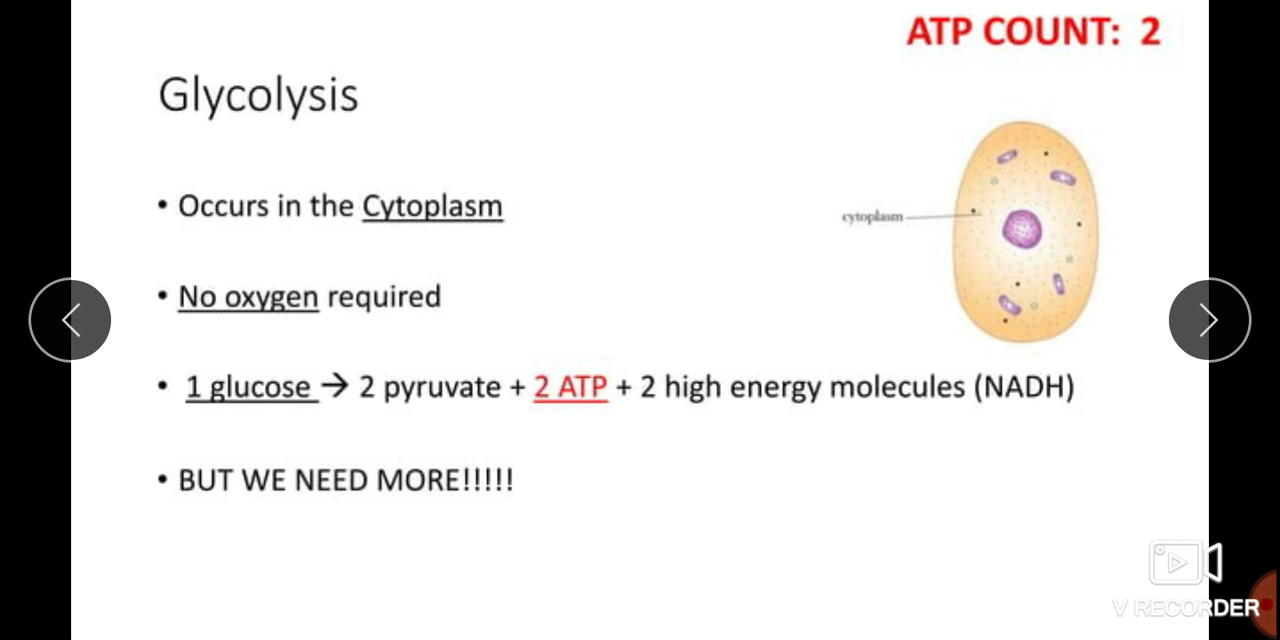 ATP COUNT: 2
Glycolysis
• Occurs in the Cytoplasm
cytoplasm
• No oxygen required
• 1 glucose → 2 pyruvate + 2 ATP + 2 high energy molecules (NADH)
• BUT WE NEED MORE!!!!!
V RECORDER